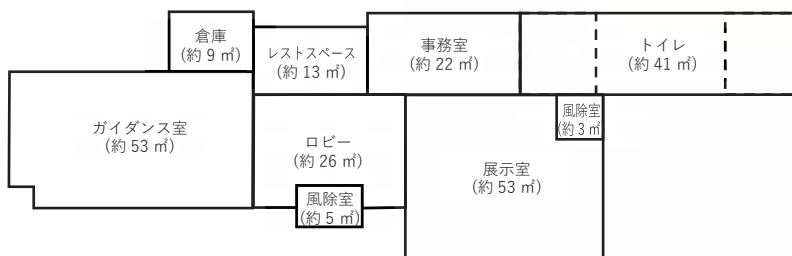 倉庫
(約 9 ㎡)
レストスペース
(約 13 ㎡)
事務室
(約 22 ㎡)
トイレ
(約 41 ㎡)
ガイダンス室
(約 53 ㎡)
ロビー
(約 26 ㎡)
風除室
(約 5 ㎡)
風除室
(約 3 ㎡
展示室
(約 53 ㎡)